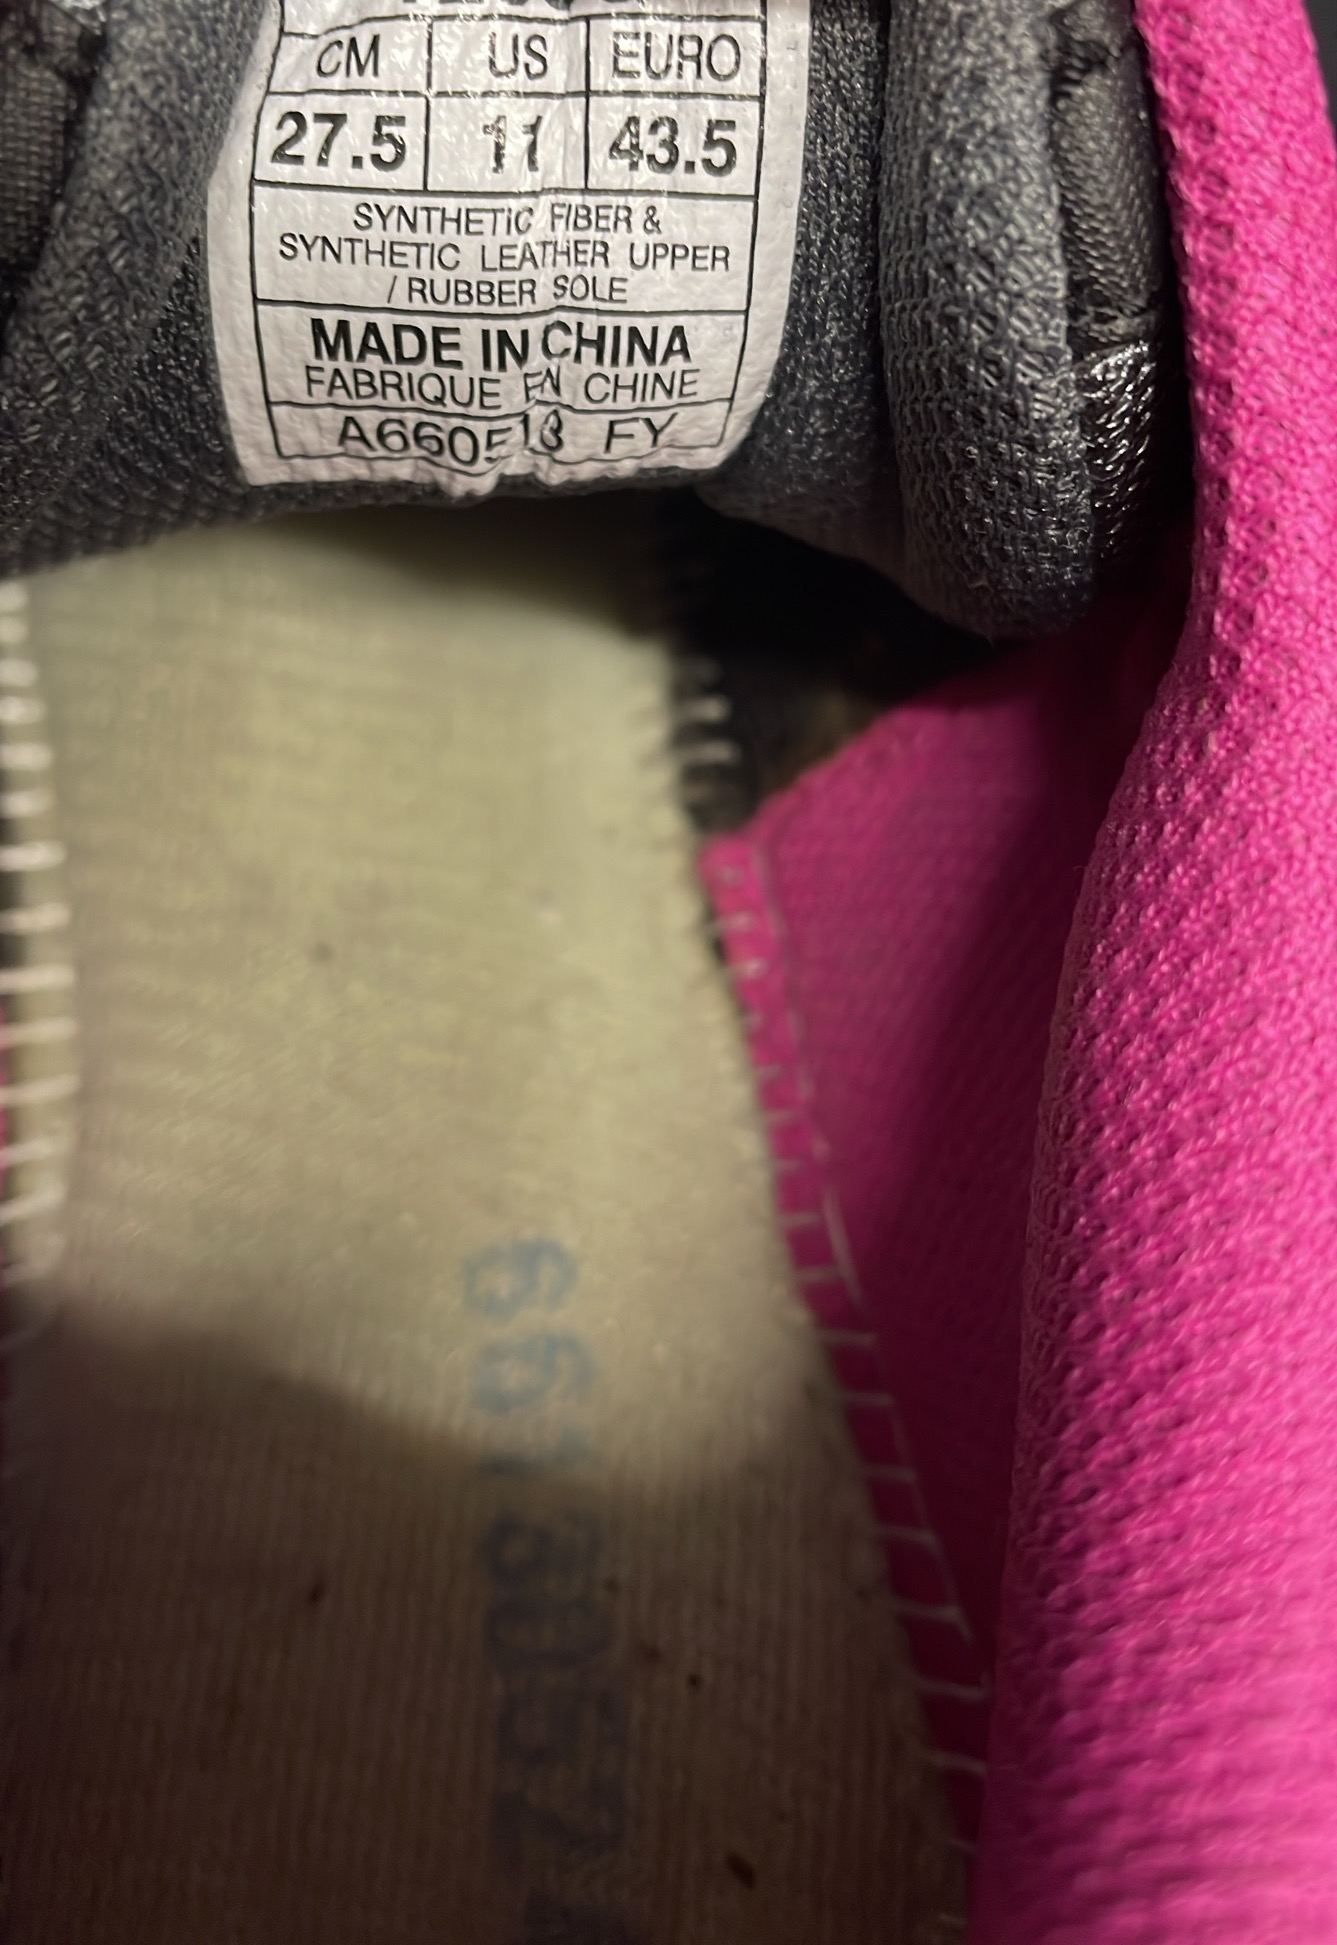 CM US EURO
27.5 11 43.5
SYNTHETIC FIBER &
SYNTHETIC LEATHER UPPER
/ RUBBER SOLE
MADE IN CHINA
FABRIQUE EN CHINE
FY